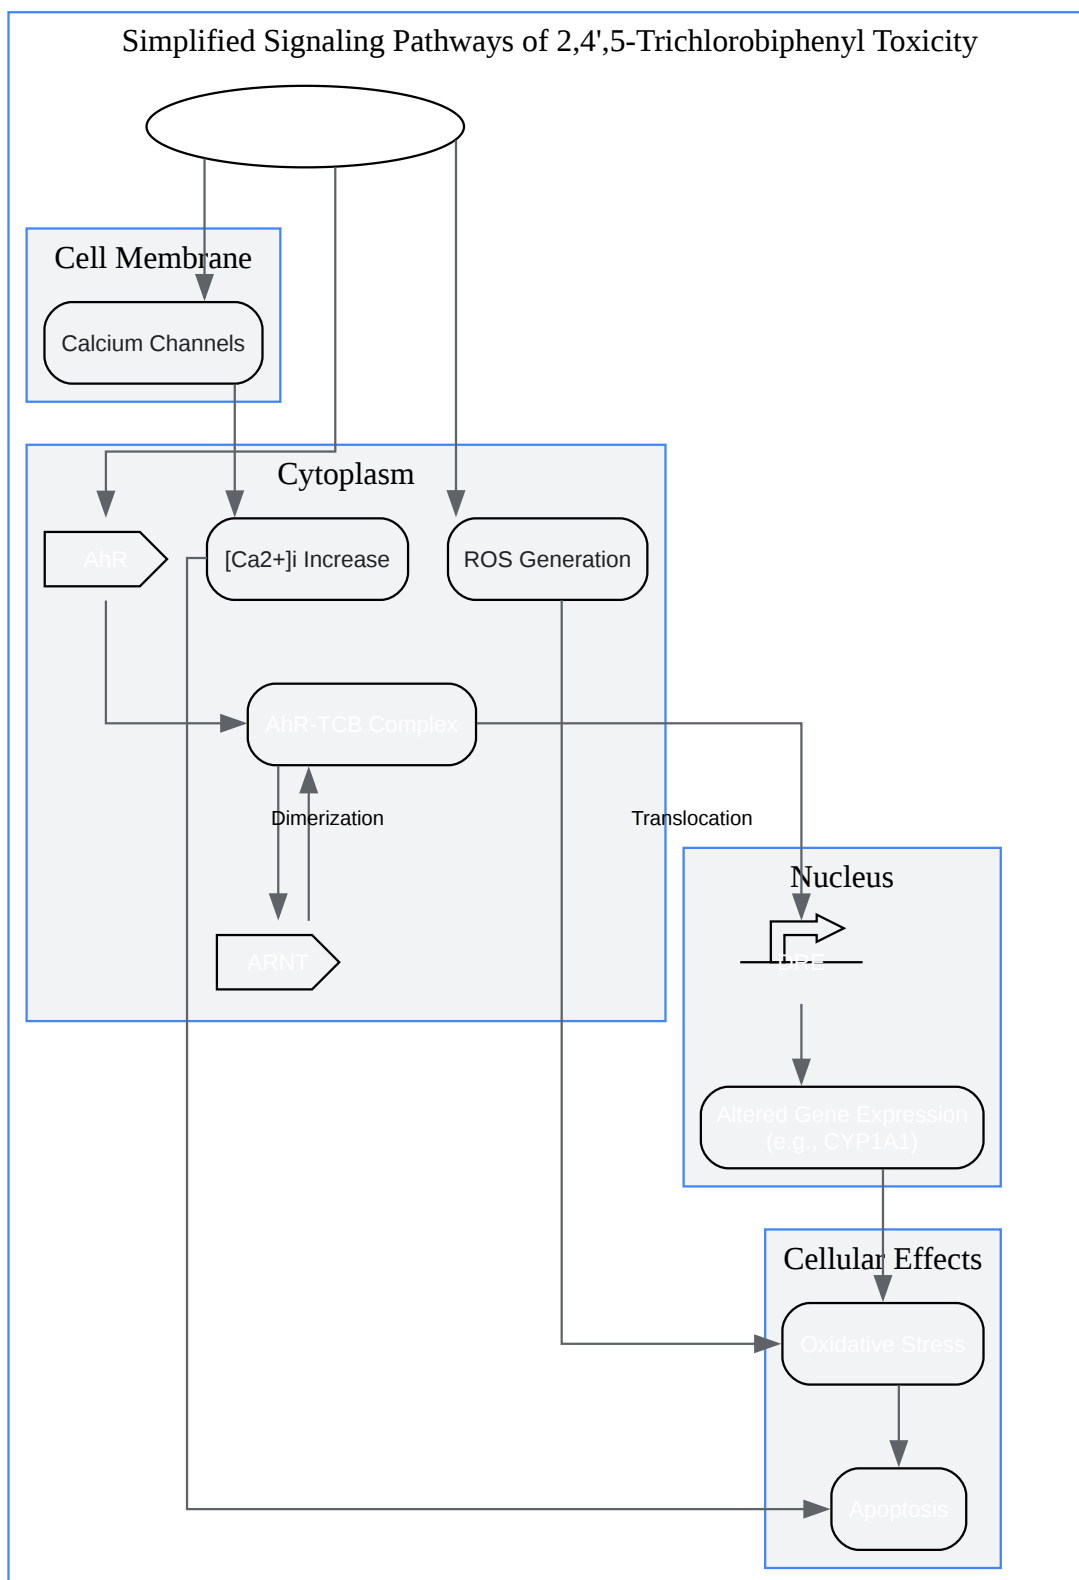 Simplified Signaling Pathways of 2,4',5-Trichlorobiphenyl Toxicity
Cell Membrane
Calcium Channels
Cytoplasm
AhR
[Ca2+]i Increase
ROS Generation
AhR-TCB Complex
Dimerization
Translocation
Nucleus
ARNT
DRE
Altered Gene Expression
(e.g., CYP1A1)
Cellular Effects
Oxidative Stress
Apoptosis